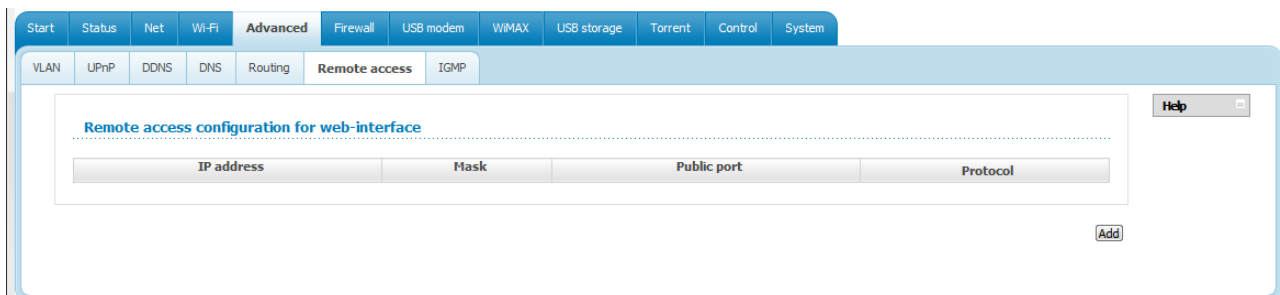 Start Status Net Wi-Fi Advanced Firewall USB modem WiMAX USB storage Torrent Control System
VLAN UPnP DDNS DNS Routing Remote access IGMP
Help
Remote access configuration for web-interface
IP address Mask Public port Protocol
Add